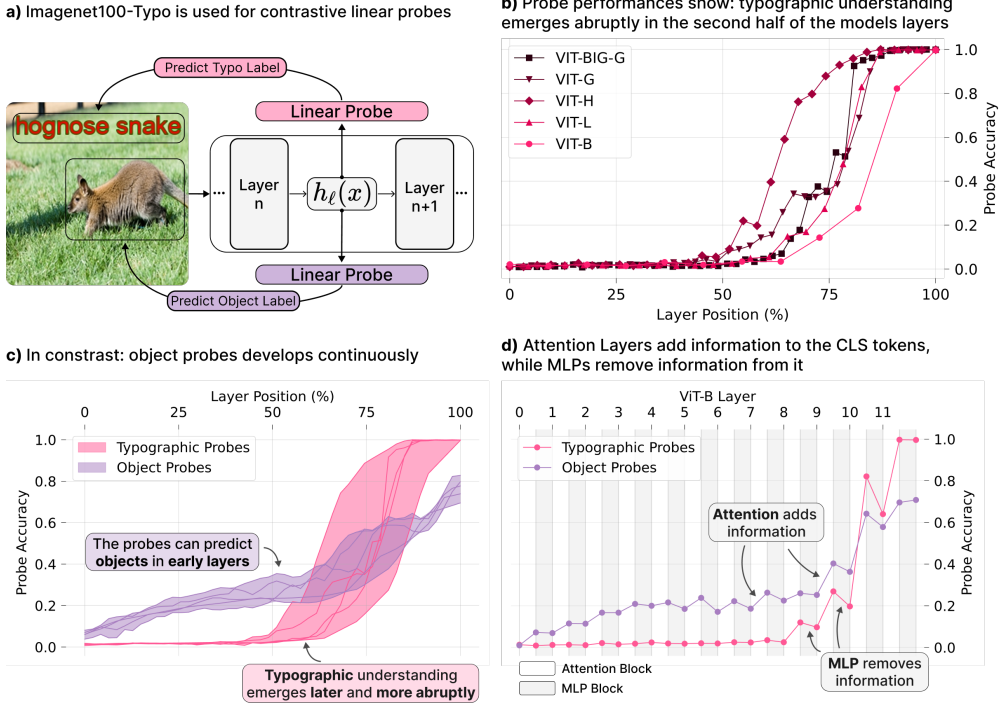 a) Imagenet100-Typo is used for contrastive linear probes
Predict Typo Label
Linear Probe
hognose snake
...
Layer
n
hℓ(x)
Layer
n+1
...
Linear Probe
Predict Object Label
b) Probe performances show: typographic understanding
emerges abruptly in the second half of the models layers
VIT-BIG-G
VIT-G
VIT-H
VIT-L
VIT-B
1.0
0.8
0.6
0.4
0.2
0.0
Probe Accuracy
0 25 50 75 100
Layer Position (%)
c) In constrast: object probes develops continuously
Layer Position (%)
0 25 50 75 100
Typographic Probes
Object Probes
1.0
0.8
0.6
0.4
0.2
0.0
Probe Accuracy
The probes can predict
objects in early layers
Typographic understanding
emerges later and more abruptly
d) Attention Layers add information to the CLS tokens,
while MLPs remove information from it
ViT-B Layer
0 1 2 3 4 5 6 7 8 9 10 11
Typographic Probes
Object Probes
1.0
0.8
0.6
0.4
0.2
0.0
Probe Accuracy
Attention adds
information
MLP removes
information
Attention Block
MLP Block